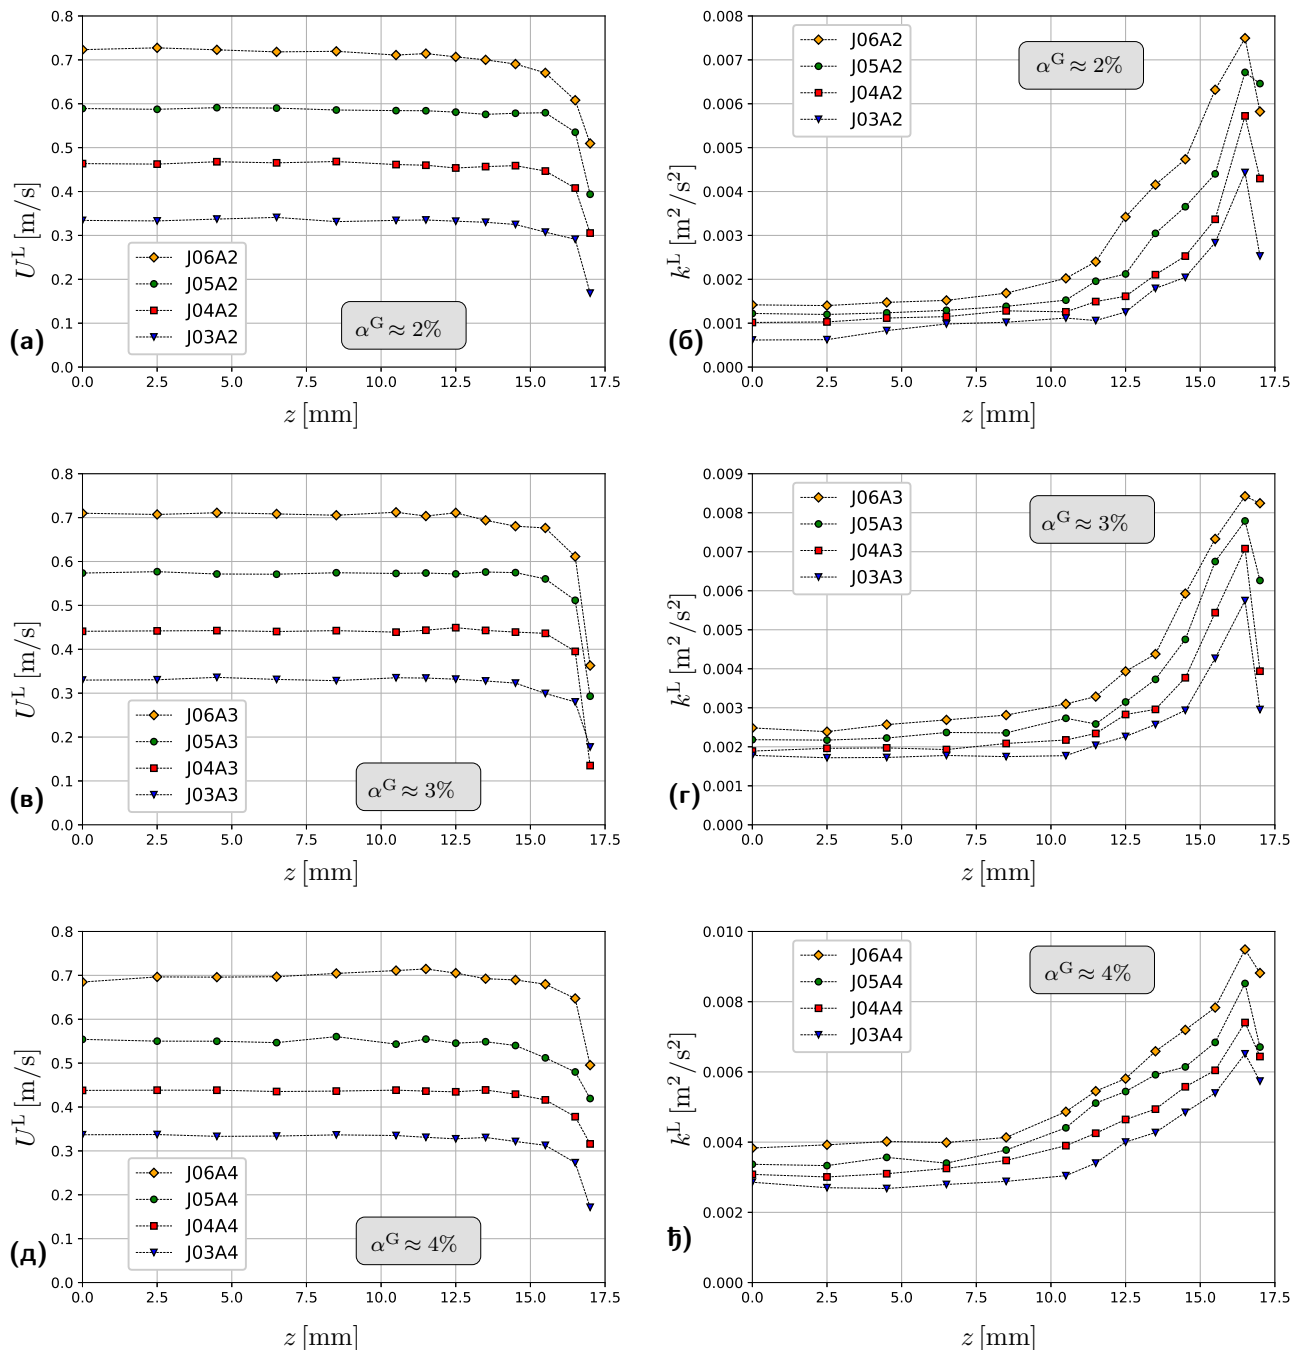 0.8
0.7
0.6
0.5
0.4
0.3
0.2
0.1
0.0
U^L [m/s]
J06A2
J05A2
J04A2
J03A2
α^G ≈ 2%
(а)
0.0 2.5 5.0 7.5 10.0 12.5 15.0 17.5
z [mm]
0.008
0.007
0.006
0.005
0.004
0.003
0.002
0.001
0.000
k^L [m²/s²]
J06A2
J05A2
J04A2
J03A2
α^G ≈ 2%
(б)
0.0 2.5 5.0 7.5 10.0 12.5 15.0 17.5
z [mm]
0.8
0.7
0.6
0.5
0.4
0.3
0.2
0.1
0.0
U^L [m/s]
J06A3
J05A3
J04A3
J03A3
α^G ≈ 3%
(в)
0.0 2.5 5.0 7.5 10.0 12.5 15.0 17.5
z [mm]
0.009
0.008
0.007
0.006
0.005
0.004
0.003
0.002
0.001
0.000
k^L [m²/s²]
J06A3
J05A3
J04A3
J03A3
α^G ≈ 3%
(г)
0.0 2.5 5.0 7.5 10.0 12.5 15.0 17.5
z [mm]
0.8
0.7
0.6
0.5
0.4
0.3
0.2
0.1
0.0
U^L [m/s]
J06A4
J05A4
J04A4
J03A4
α^G ≈ 4%
(д)
0.0 2.5 5.0 7.5 10.0 12.5 15.0 17.5
z [mm]
0.010
0.008
0.006
0.004
0.002
0.000
k^L [m²/s²]
J06A4
J05A4
J04A4
J03A4
α^G ≈ 4%
ђ)
0.0 2.5 5.0 7.5 10.0 12.5 15.0 17.5
z [mm]